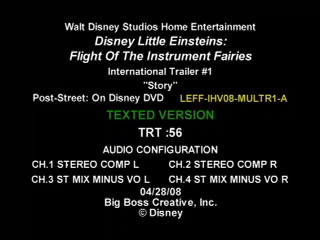 Walt Disney Studios Home Entertainment
Disney Little Einsteins:
Flight Of The Instrument Fairies
International Trailer #1
"Story"
Post-Street: On Disney DVD LEFF-IHV08-MULTR1-A
TEXTED VERSION
TRT :56
AUDIO CONFIGURATION
CH.1 STEREO COMP L CH.2 STEREO COMP R
CH.3 ST MIX MINUS VO L CH.4 ST MIX MINUS VO R
04/28/08
Big Boss Creative, Inc.
© Disney